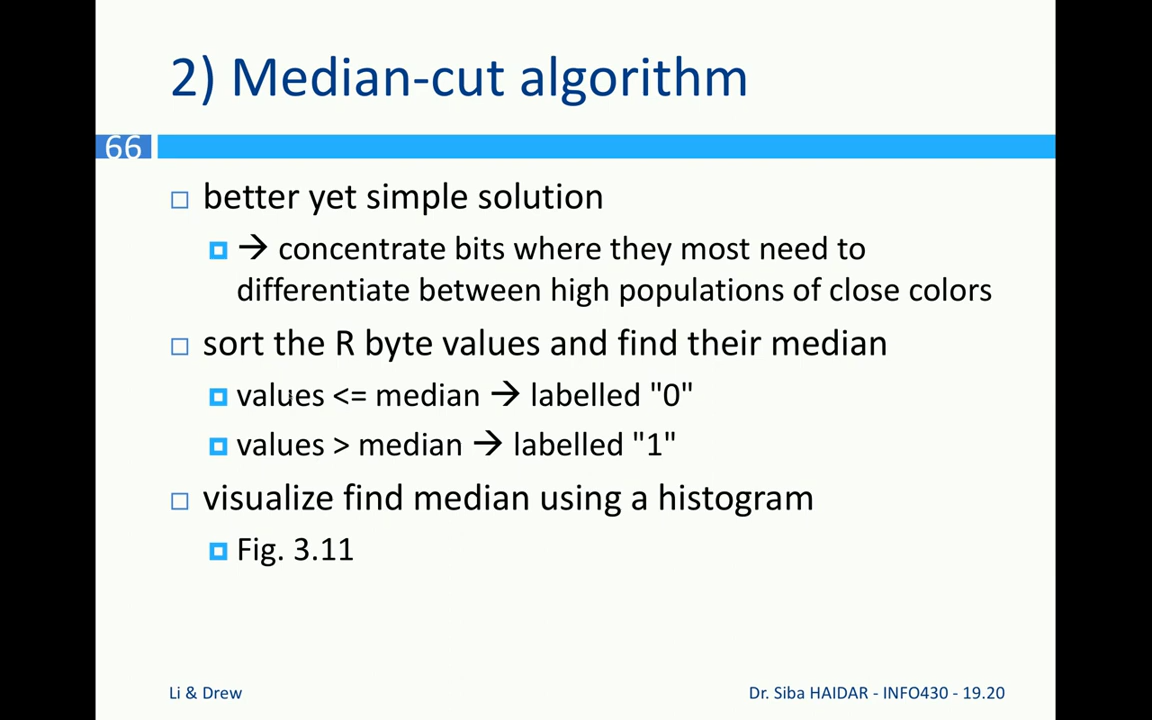 2) Median-cut algorithm
66
better yet simple solution
→ concentrate bits where they most need to
differentiate between high populations of close colors
sort the R byte values and find their median
values <= median → labelled "0"
values > median → labelled "1"
visualize find median using a histogram
Fig. 3.11
Li & Drew
Dr. Siba HAIDAR - INFO430 - 19.20